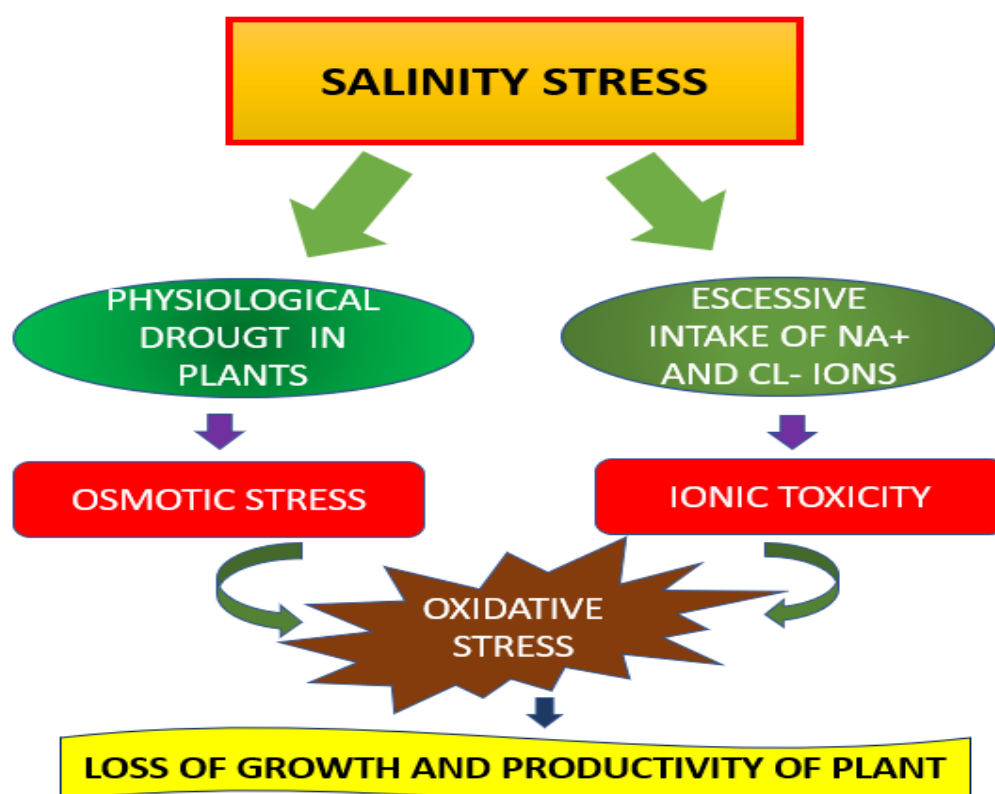 SALINITY STRESS
PHYSIOLOGICAL
DROUGT IN
PLANTS
ESCESSIVE
INTAKE OF NA+
AND CL- IONS
OSMOTIC STRESS
IONIC TOXICITY
OXIDATIVE
STRESS
LOSS OF GROWTH AND PRODUCTIVITY OF PLANT